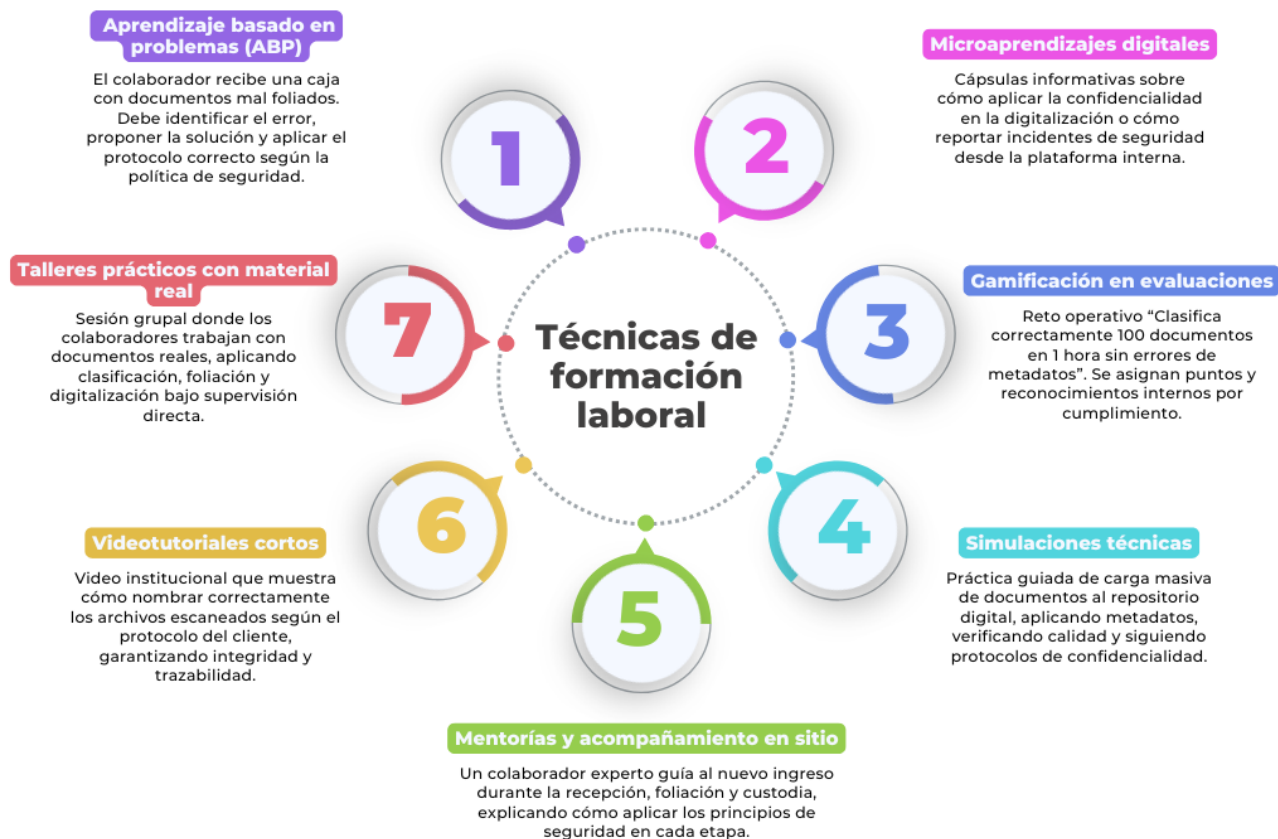 Técnicas de
formación
laboral
1
Aprendizaje basado en
problemas (ABP)
El colaborador recibe una caja
con documentos mal foliados.
Debe identificar el error,
proponer la solución y aplicar el
protocolo correcto según la
política de seguridad.
2
Microaprendizajes digitales
Cápsulas informativas sobre
cómo aplicar la confidencialidad
en la digitalización o cómo
reportar incidentes de seguridad
desde la plataforma interna.
3
Gamificación en evaluaciones
Reto operativo “Clasifica
correctamente 100 documentos
en 1 hora sin errores de
metadatos”. Se asignan puntos y
reconocimientos internos por
cumplimiento.
4
Simulaciones técnicas
Práctica guiada de carga masiva
de documentos al repositorio
digital, aplicando metadatos,
verificando calidad y siguiendo
protocolos de confidencialidad.
5
Mentorías y acompañamiento en sitio
Un colaborador experto guía al nuevo ingreso
durante la recepción, foliación y custodia,
explicando cómo aplicar los principios de
seguridad en cada etapa.
6
Videotutoriales cortos
Video institucional que muestra
cómo nombrar correctamente
los archivos escaneados según el
protocolo del cliente,
garantizando integridad y
trazabilidad.
7
Talleres prácticos con material
real
Sesión grupal donde los
colaboradores trabajan con
documentos reales, aplicando
clasificación, foliación y
digitalización bajo supervisión
directa.